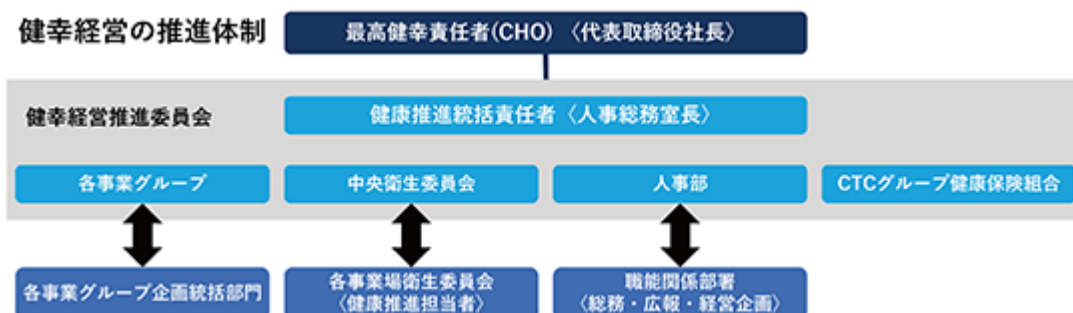 健幸経営の推進体制
最高健幸責任者(CHO) 〈代表取締役社長〉
健幸経営推進委員会
健康推進統括責任者〈人事総務室長〉
各事業グループ
中央衛生委員会
人事部
CTCグループ健康保険組合
各事業グループ企画統括部門
各事業場衛生委員会
〈健康推進担当者〉
職能関係部署
〈総務・広報・経営企画〉